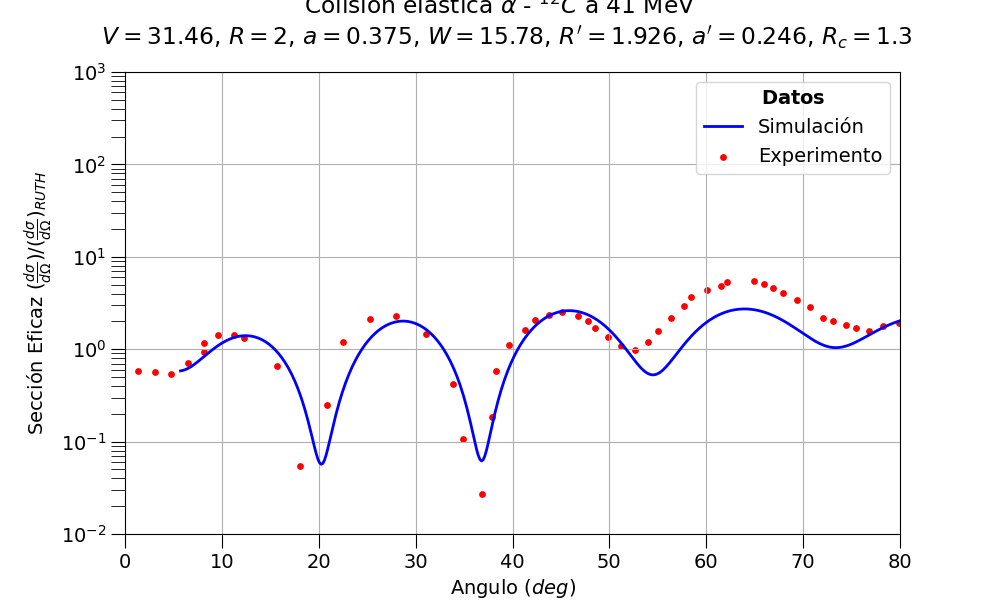 Colisión elástica α - ¹²C a 41 MeV
V = 31.46, R = 2, a = 0.375, W = 15.78, R′ = 1.926, a′ = 0.246, R_c = 1.3
10³
10²
10¹
10⁰
10⁻¹
10⁻²
Sección Eficaz (dσ/dΩ)/(dσ/dΩ)_RUTH
Datos
Simulación
Experimento
0 10 20 30 40 50 60 70 80
Angulo (deg)